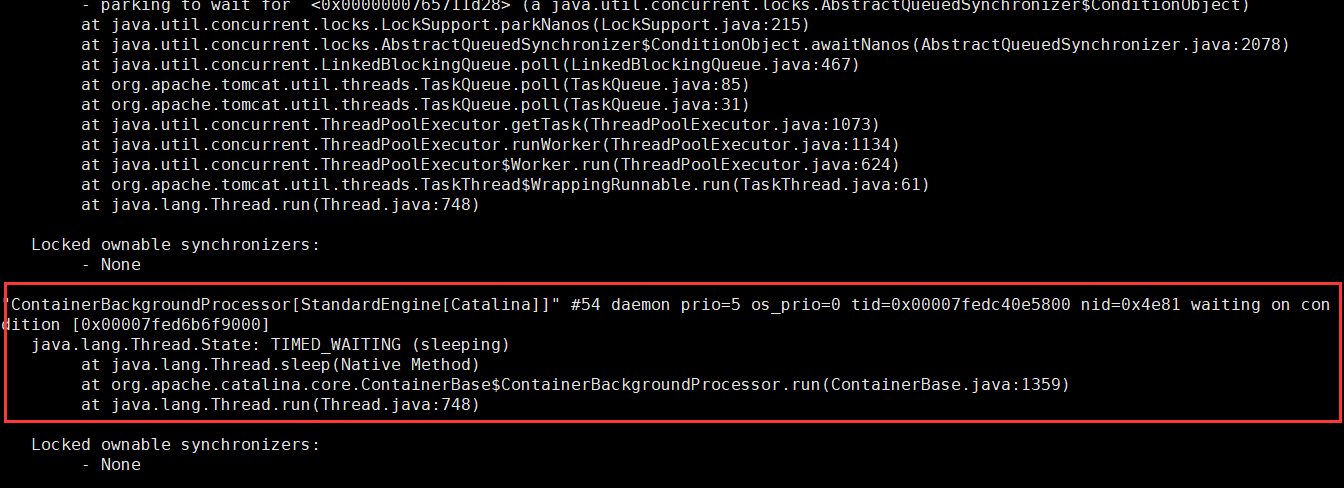 - parking to wait for  <0x0000000765711d28> (a java.util.concurrent.locks.AbstractQueuedSynchronizer$ConditionObject)
at java.util.concurrent.locks.LockSupport.parkNanos(LockSupport.java:215)
at java.util.concurrent.locks.AbstractQueuedSynchronizer$ConditionObject.awaitNanos(AbstractQueuedSynchronizer.java:2078)
at java.util.concurrent.LinkedBlockingQueue.poll(LinkedBlockingQueue.java:467)
at org.apache.tomcat.util.threads.TaskQueue.poll(TaskQueue.java:85)
at org.apache.tomcat.util.threads.TaskQueue.poll(TaskQueue.java:31)
at java.util.concurrent.ThreadPoolExecutor.getTask(ThreadPoolExecutor.java:1073)
at java.util.concurrent.ThreadPoolExecutor.runWorker(ThreadPoolExecutor.java:1134)
at java.util.concurrent.ThreadPoolExecutor$Worker.run(ThreadPoolExecutor.java:624)
at org.apache.tomcat.util.threads.TaskThread$WrappingRunnable.run(TaskThread.java:61)
at java.lang.Thread.run(Thread.java:748)
Locked ownable synchronizers:
- None
"ContainerBackgroundProcessor[StandardEngine[Catalina]]" #54 daemon prio=5 os_prio=0 tid=0x00007fedc40e5800 nid=0x4e81 waiting on con
dition [0x00007fed6b6f9000]
java.lang.Thread.State: TIMED_WAITING (sleeping)
at java.lang.Thread.sleep(Native Method)
at org.apache.catalina.core.ContainerBase$ContainerBackgroundProcessor.run(ContainerBase.java:1359)
at java.lang.Thread.run(Thread.java:748)
Locked ownable synchronizers:
- None